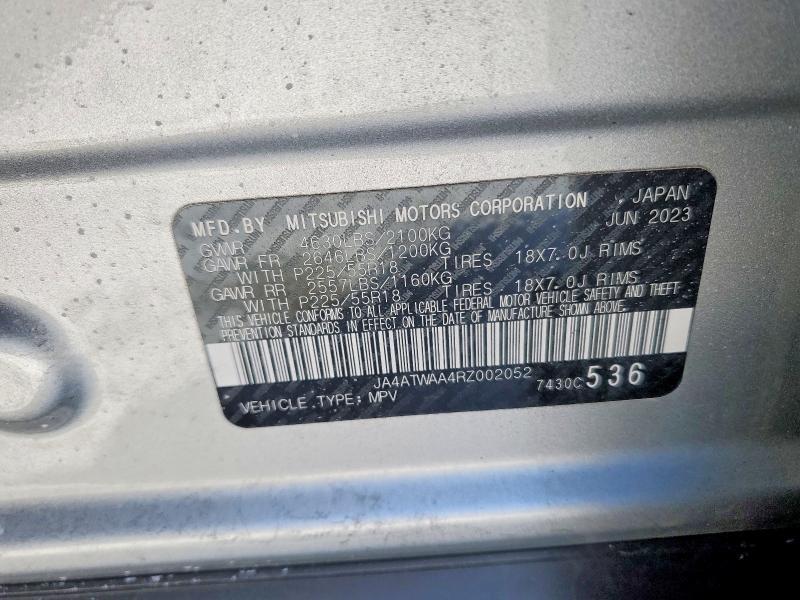 MFD.BY MITSUBISHI MOTORS CORPORATION JAPAN
GVWR 4630LBS/2100KG JUN 2023
GAWR FR 2646LBS/1200KG
WITH P225/55R18 TIRES 18X7.0J RIMS
GAWR RR 2557LBS/1160KG
WITH P225/55R18 TIRES 18X7.0J RIMS
THIS VEHICLE CONFORMS TO ALL APPLICABLE FEDERAL MOTOR VEHICLE SAFETY AND THEFT
PREVENTION STANDARDS IN EFFECT ON THE DATE OF MANUFACTURE SHOWN ABOVE.
JA4ATWAA4RZ002052
7430C 536
VEHICLE TYPE: MPV